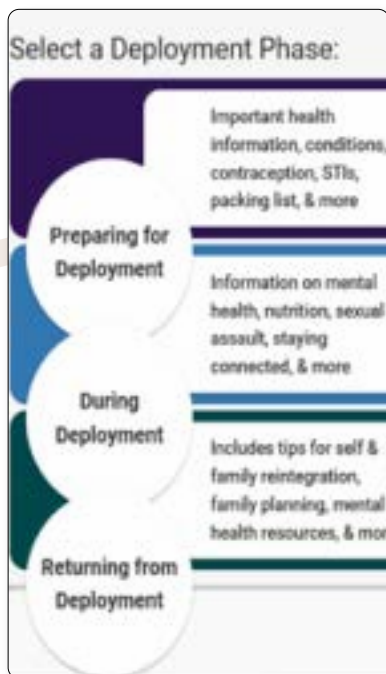 Select a Deployment Phase:
Important health
information, conditions,
contraception, STIs,
packing list, & more
Preparing for
Deployment
Information on mental
health, nutrition, sexual
assault, staying
connected, & more
During
Deployment
Includes tips for self &
family reintegration,
family planning, mental
health resources, & mor
Returning from
Deployment